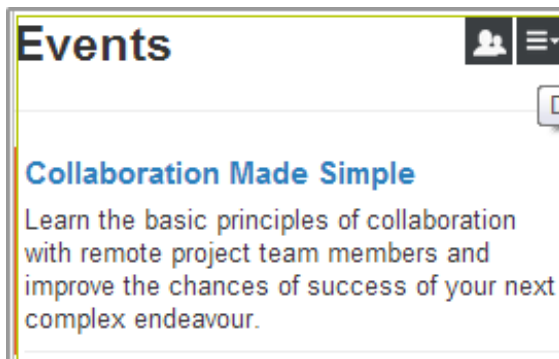 Events
Collaboration Made Simple
Learn the basic principles of collaboration
with remote project team members and
improve the chances of success of your next
complex endeavour.